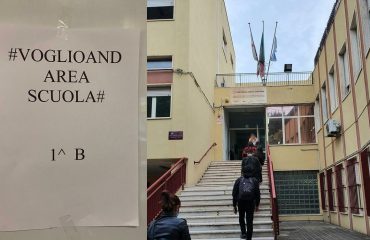 #VOGLIOAND
AREA
SCUOLA#
1^ B